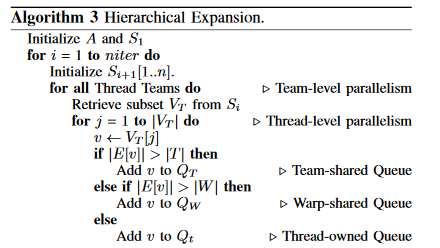 Algorithm 3 Hierarchical Expansion.
Initialize A and S₁
for i = 1 to niter do
Initialize Sᵢ₊₁[1..n].
for all Thread Teams do ▷ Team-level parallelism
Retrieve subset V_T from Sᵢ
for j = 1 to |V_T| do ▷ Thread-level parallelism
v ← V_T[j]
if |E[v]| > |T| then
Add v to Q_T ▷ Team-shared Queue
else if |E[v]| > |W| then
Add v to Q_W ▷ Warp-shared Queue
else
Add v to Q_t ▷ Thread-owned Queue